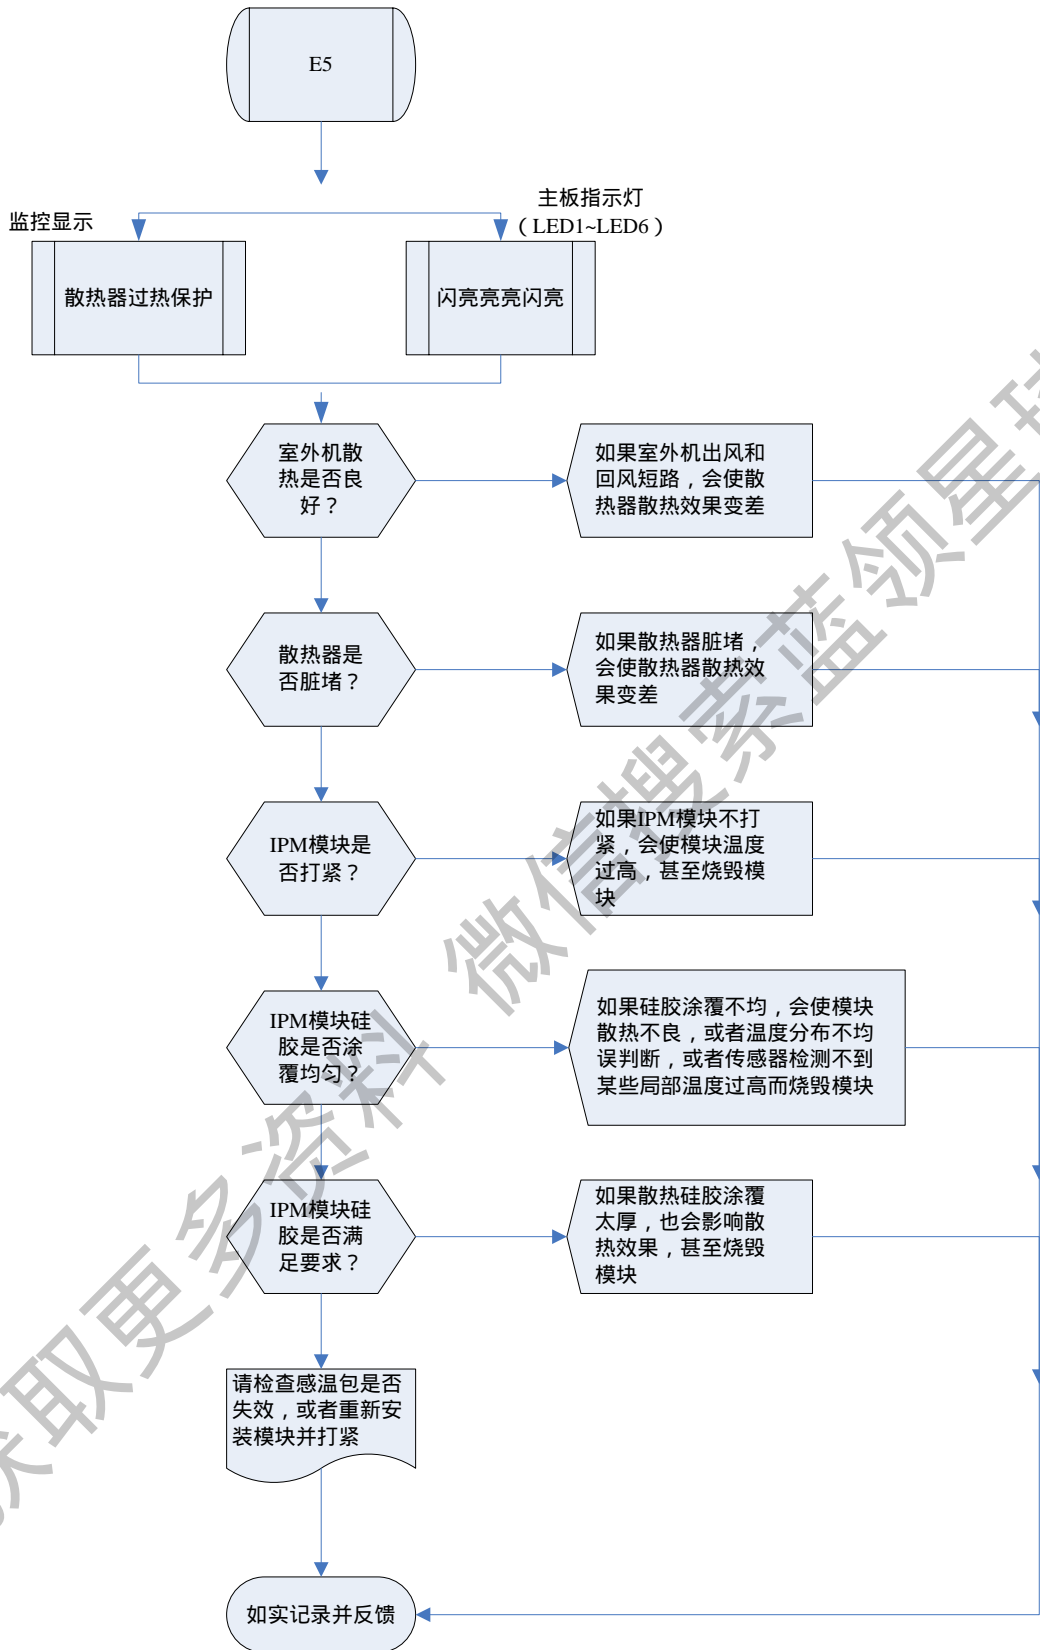 E5
监控显示
主板指示灯
（LED1~LED6）
散热器过热保护
闪亮亮亮闪亮
室外机散
热是否良
好？
如果室外机出风和
回风短路，会使散
热器散热效果变差
散热器是
否脏堵？
如果散热器脏堵，
会使散热器散热效
果变差
IPM模块是
否打紧？
如果IPM模块不打
紧，会使模块温度
过高，甚至烧毁模
块
IPM模块硅
胶是否涂
覆均匀？
如果硅胶涂覆不均，会使模块
散热不良，或者温度分布不均
误判断，或者传感器检测不到
某些局部温度过高而烧毁模块
IPM模块硅
胶是否满
足要求？
如果散热硅胶涂覆
太厚，也会影响散
热效果，甚至烧毁
模块
请检查感温包是否
失效，或者重新安
装模块并打紧
如实记录并反馈
获取更多资料 微信搜索蓝领星球